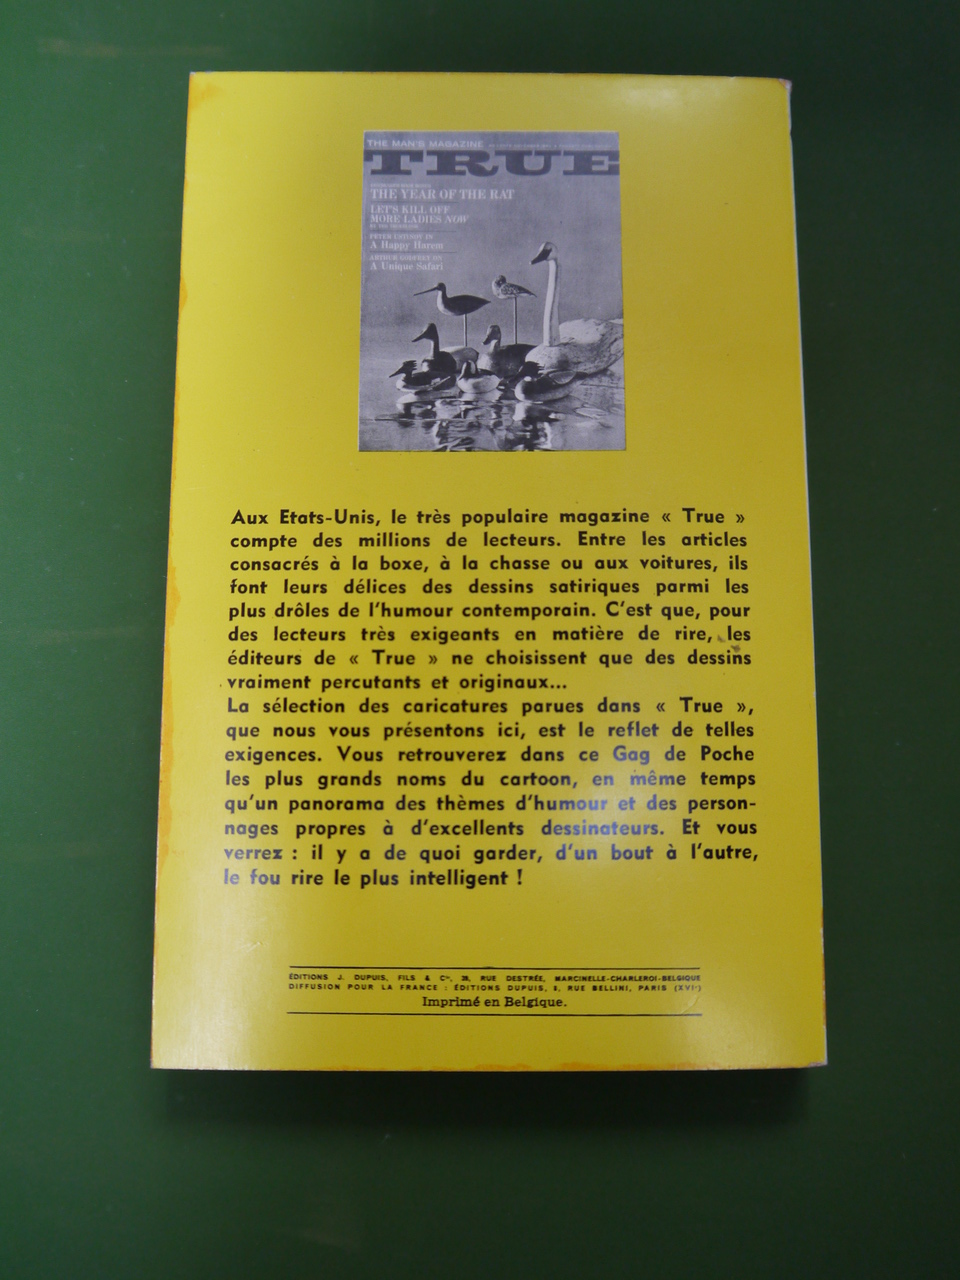 THE MAN'S MAGAZINE
TRUE
THE YEAR OF THE RAT
LET'S KILL OFF
MORE LADIES NOW
PETER USTINOV IN
A Happy Harem
ARTHUR GODFREY ON
A Unique Safari
Aux Etats-Unis, le très populaire magazine « True »
compte des millions de lecteurs. Entre les articles
consacrés à la boxe, à la chasse ou aux voitures, ils
font leurs délices des dessins satiriques parmi les
plus drôles de l'humour contemporain. C'est que, pour
des lecteurs très exigeants en matière de rire, les
éditeurs de « True » ne choisissent que des dessins
vraiment percutants et originaux...
La sélection des caricatures parues dans « True »,
que nous vous présentons ici, est le reflet de telles
exigences. Vous retrouverez dans ce Gag de Poche
les plus grands noms du cartoon, en même temps
qu'un panorama des thèmes d'humour et des person-
nages propres à d'excellents dessinateurs. Et vous
verrez : il y a de quoi garder, d'un bout à l'autre,
le fou rire le plus intelligent !
ÉDITIONS J. DUPUIS, FILS & Cº, RUE DESTRÉE, MARCINELLE-CHARLEROI-BELGIQUE
DIFFUSION POUR LA FRANCE : ÉDITIONS DUPUIS, RUE BELLINI, PARIS (XVIº)
Imprimé en Belgique.